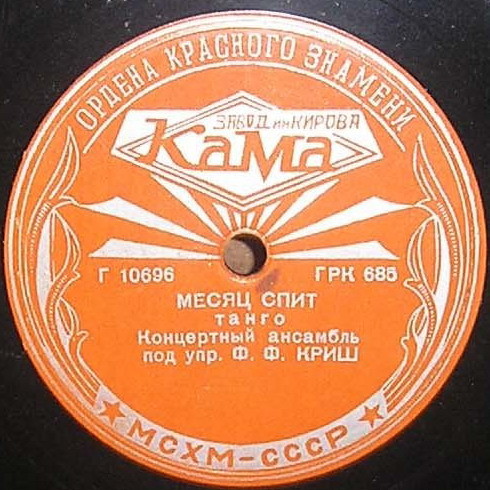 ОРДЕНА КРАСНОГО ЗНАМЕНИ
ЗАВОД им КИРОВА
КаМа
Г 10696 ГРК 685
МЕСЯЦ СПИТ
танго
Концертный ансамбль
под упр. Ф. Ф. КРИШ
МСХМ-СССР